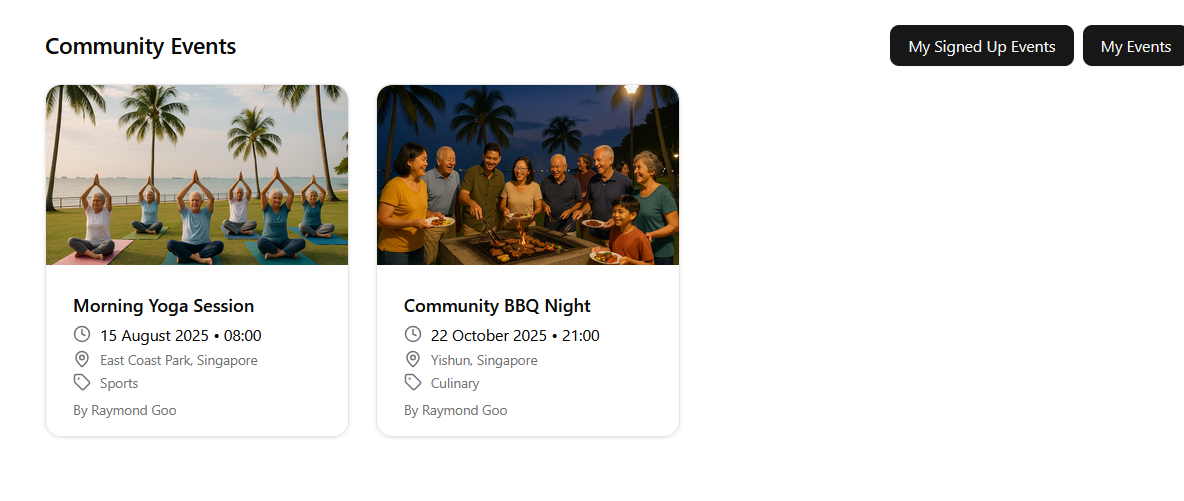 Community Events
My Signed Up Events
My Events
Morning Yoga Session
15 August 2025 • 08:00
East Coast Park, Singapore
Sports
By Raymond Goo
Community BBQ Night
22 October 2025 • 21:00
Yishun, Singapore
Culinary
By Raymond Goo